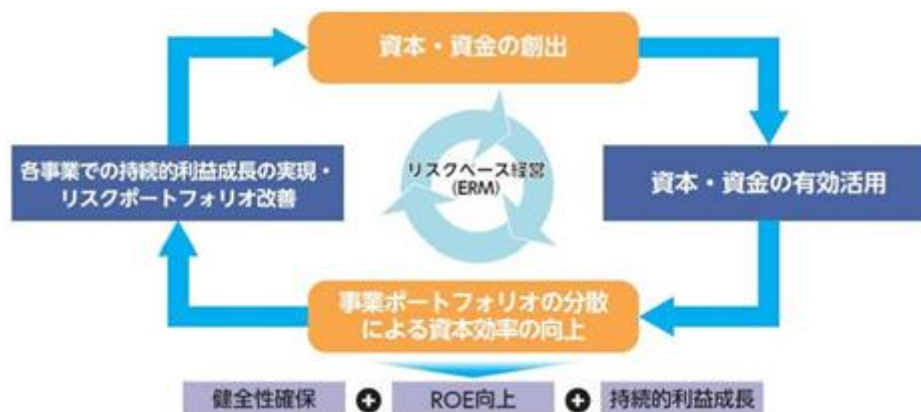 資本・資金の創出
各事業での持続的利益成長の実現・
リスクポートフォリオ改善
リスクベース経営
(ERM)
資本・資金の有効活用
事業ポートフォリオの分散
による資本効率の向上
健全性確保 + ROE向上 + 持続的利益成長